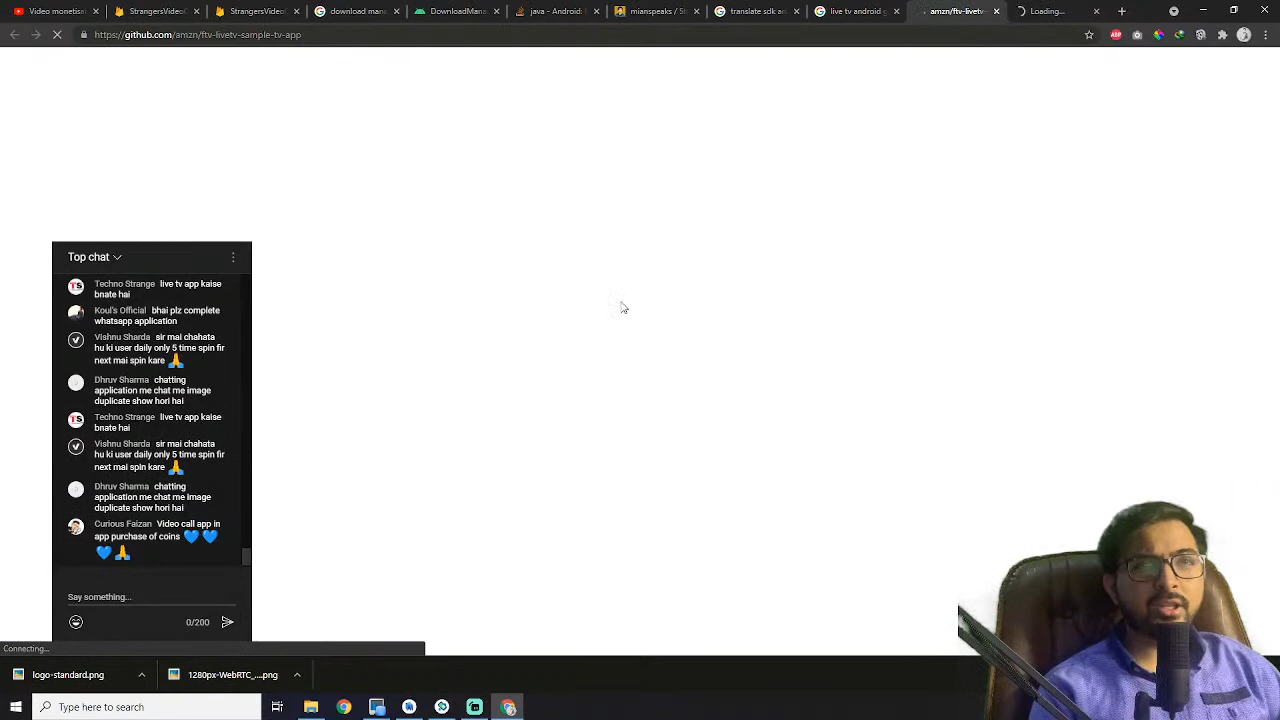 Video monetis
StrangersVideo
StrangersVideo
download man
DownloadMana
java - Android
mianspeaks / St
translate sdk an
live tv android g
amzn/ftv-livetv
Loading...
https://github.com/amzn/ftv-livetv-sample-tv-app
Top chat
Techno Strange live tv app kaise
bnate hai
Koul's Official bhai plz complete
whatsapp application
Vishnu Sharda sir mai chahata
hu ki user daily only 5 time spin fir
next mai spin kare 🙏
Dhruv Sharma chatting
application me chat me image
duplicate show hori hai
Techno Strange live tv app kaise
bnate hai
Vishnu Sharda sir mai chahata
hu ki user daily only 5 time spin fir
next mai spin kare 🙏
Dhruv Sharma chatting
application me chat me image
duplicate show hori hai
Curious Faizan Video call app in
app purchase of coins 💙💙
💙🙏
Say something...
0/200
Connecting...
logo-standard.png
1280px-WebRTC_....png
Type here to search